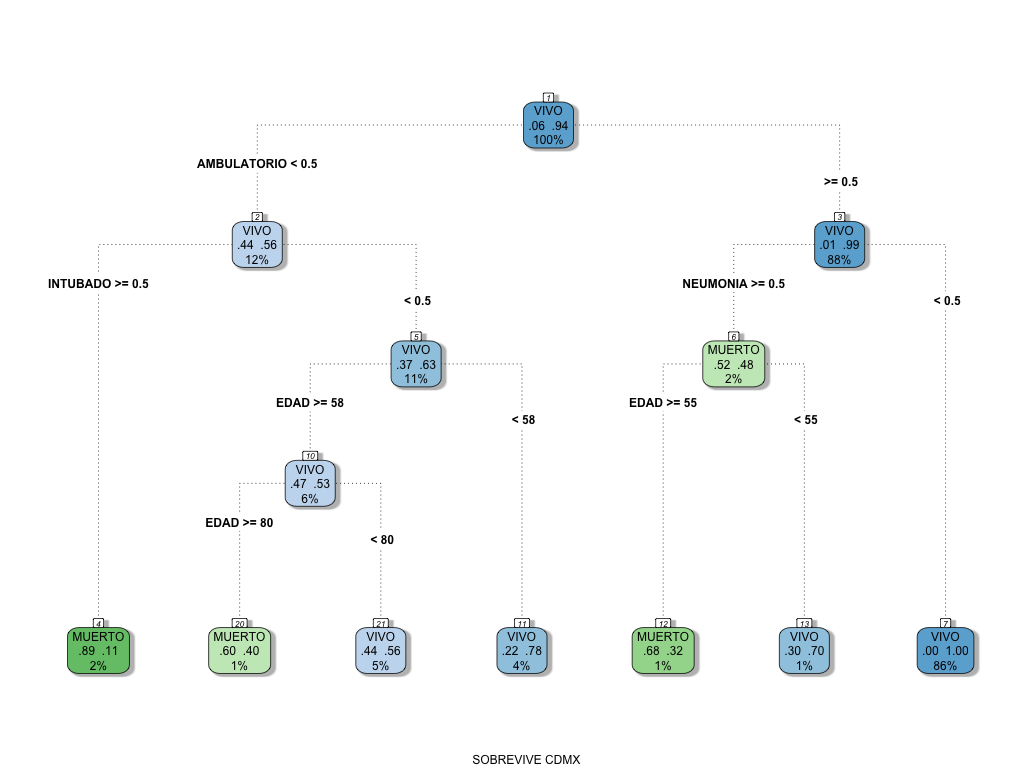 1
VIVO
.06 .94
100%
AMBULATORIO < 0.5
>= 0.5
2
VIVO
.44 .56
12%
3
VIVO
.01 .99
88%
INTUBADO >= 0.5
< 0.5
NEUMONIA >= 0.5
< 0.5
5
VIVO
.37 .63
11%
6
MUERTO
.52 .48
2%
EDAD >= 58
< 58
EDAD >= 55
< 55
10
VIVO
.47 .53
6%
EDAD >= 80
< 80
4
MUERTO
.89 .11
2%
20
MUERTO
.60 .40
1%
21
VIVO
.44 .56
5%
11
VIVO
.22 .78
4%
12
MUERTO
.68 .32
1%
13
VIVO
.30 .70
1%
7
VIVO
.00 1.00
86%
SOBREVIVE CDMX